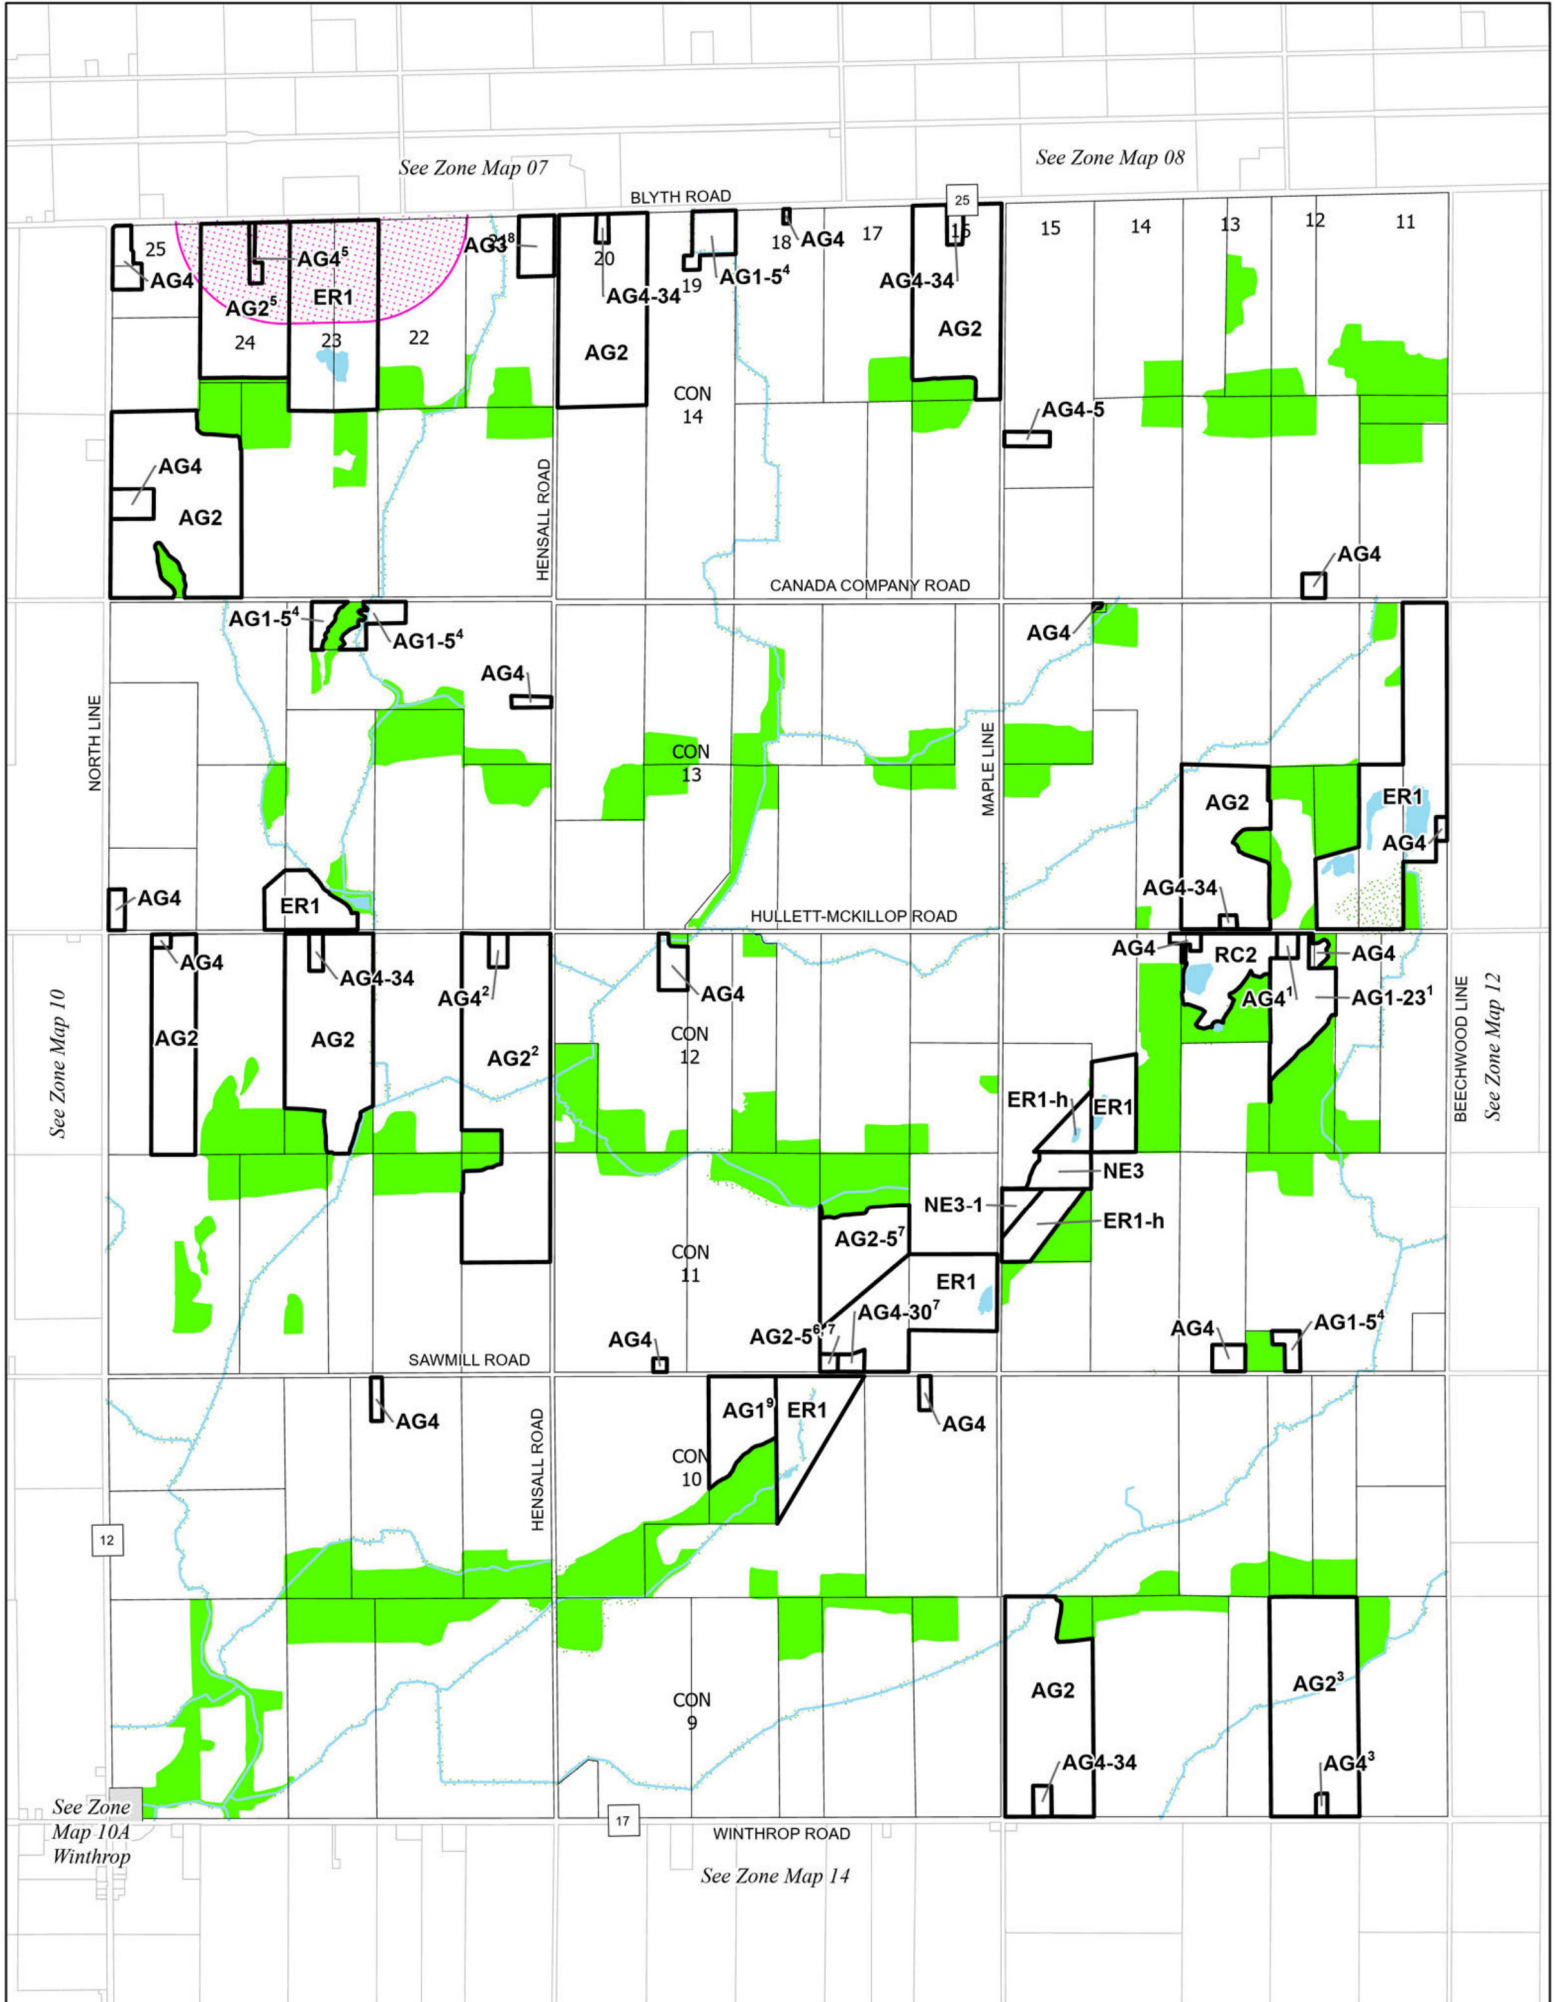 See Zone Map 07
See Zone Map 08
BLYTH ROAD
25
25
AG4
AG4⁵
AG2⁵
24
ER1
23
22
AG3⁸
20
AG4-34
AG2
19
AG1-5⁴
18
AG4
17
16
AG4-34
AG2
15
14
13
12
11
CON
14
AG4-5
AG4
AG2
HENSALL ROAD
CANADA COMPANY ROAD
AG4
AG1-5⁴
AG1-5⁴
AG4
AG4
NORTH LINE
CON
13
MAPLE LINE
AG2
ER1
AG4
AG4-34
AG4
ER1
HULLETT-MCKILLOP ROAD
AG4
AG4-34
AG4²
AG4
AG4
RC2
AG4
AG4¹
AG1-23¹
See Zone Map 10
AG2
AG2
AG2²
CON
12
BEECHWOOD LINE
See Zone Map 12
ER1-h
ER1
NE3
NE3-1
ER1-h
AG2-5⁷
CON
11
ER1
AG4-30⁷
AG2-5⁶·⁷
AG4
AG4
AG1-5⁴
SAWMILL ROAD
AG4
HENSALL ROAD
AG1⁹
ER1
AG4
CON
10
12
AG2
AG2³
CON
9
AG4-34
AG4³
See Zone
Map 10A
Winthrop
17
WINTHROP ROAD
See Zone Map 14